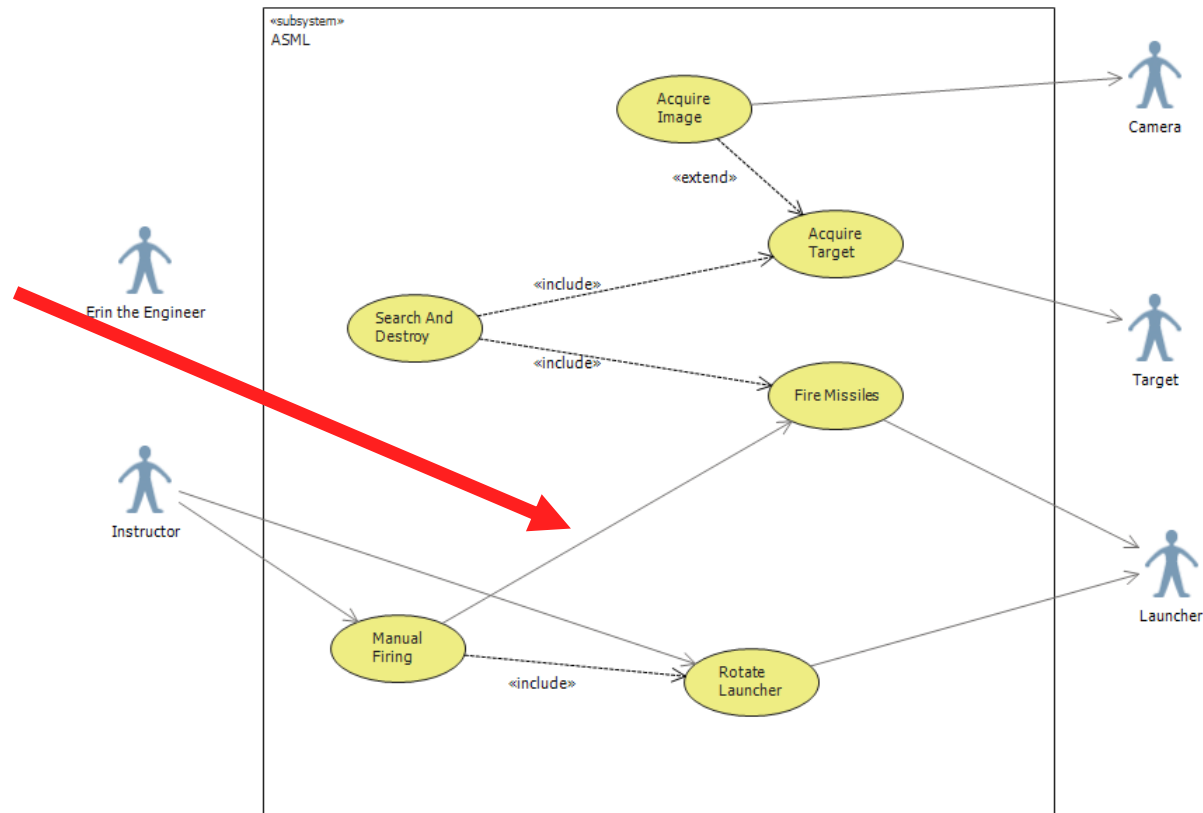 «subsystem»
ASML
Acquire
Image
Camera
«extend»
Acquire
Target
«include»
Erin the Engineer
Search And
Destroy
«include»
Target
Fire Missiles
Instructor
Launcher
Manual
Firing
«include»
Rotate
Launcher